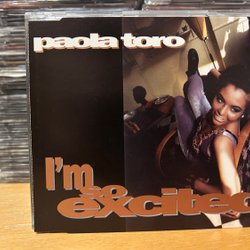 paola toro
I'm
so
excited